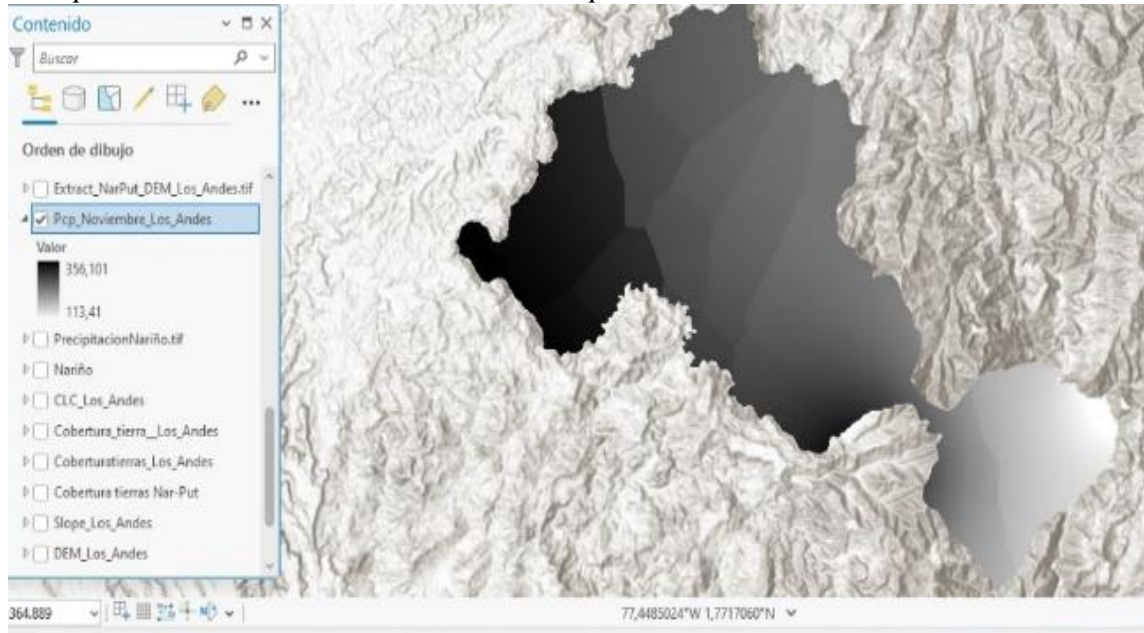 Contenido
Buscar
Orden de dibujo
Extract_NarPut_DEM_Los_Andes.tif
Pcp_Noviembre_Los_Andes
Valor
356,101
113,41
PrecipitacionNariño.tif
Nariño
CLC_Los_Andes
Cobertura_tierra__Los_Andes
Coberturatierras_Los_Andes
Cobertura tierras Nar-Put
Slope_Los_Andes
DEM_Los_Andes
364.889
77,4485024°W 1,7717060°N